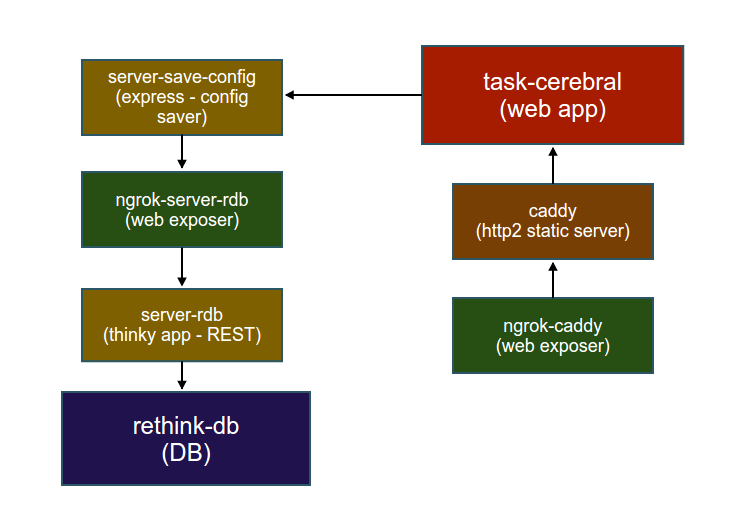 server-save-config
(express - config
saver)
ngrok-server-rdb
(web exposer)
server-rdb
(thinky app - REST)
rethink-db
(DB)
task-cerebral
(web app)
caddy
(http2 static server)
ngrok-caddy
(web exposer)